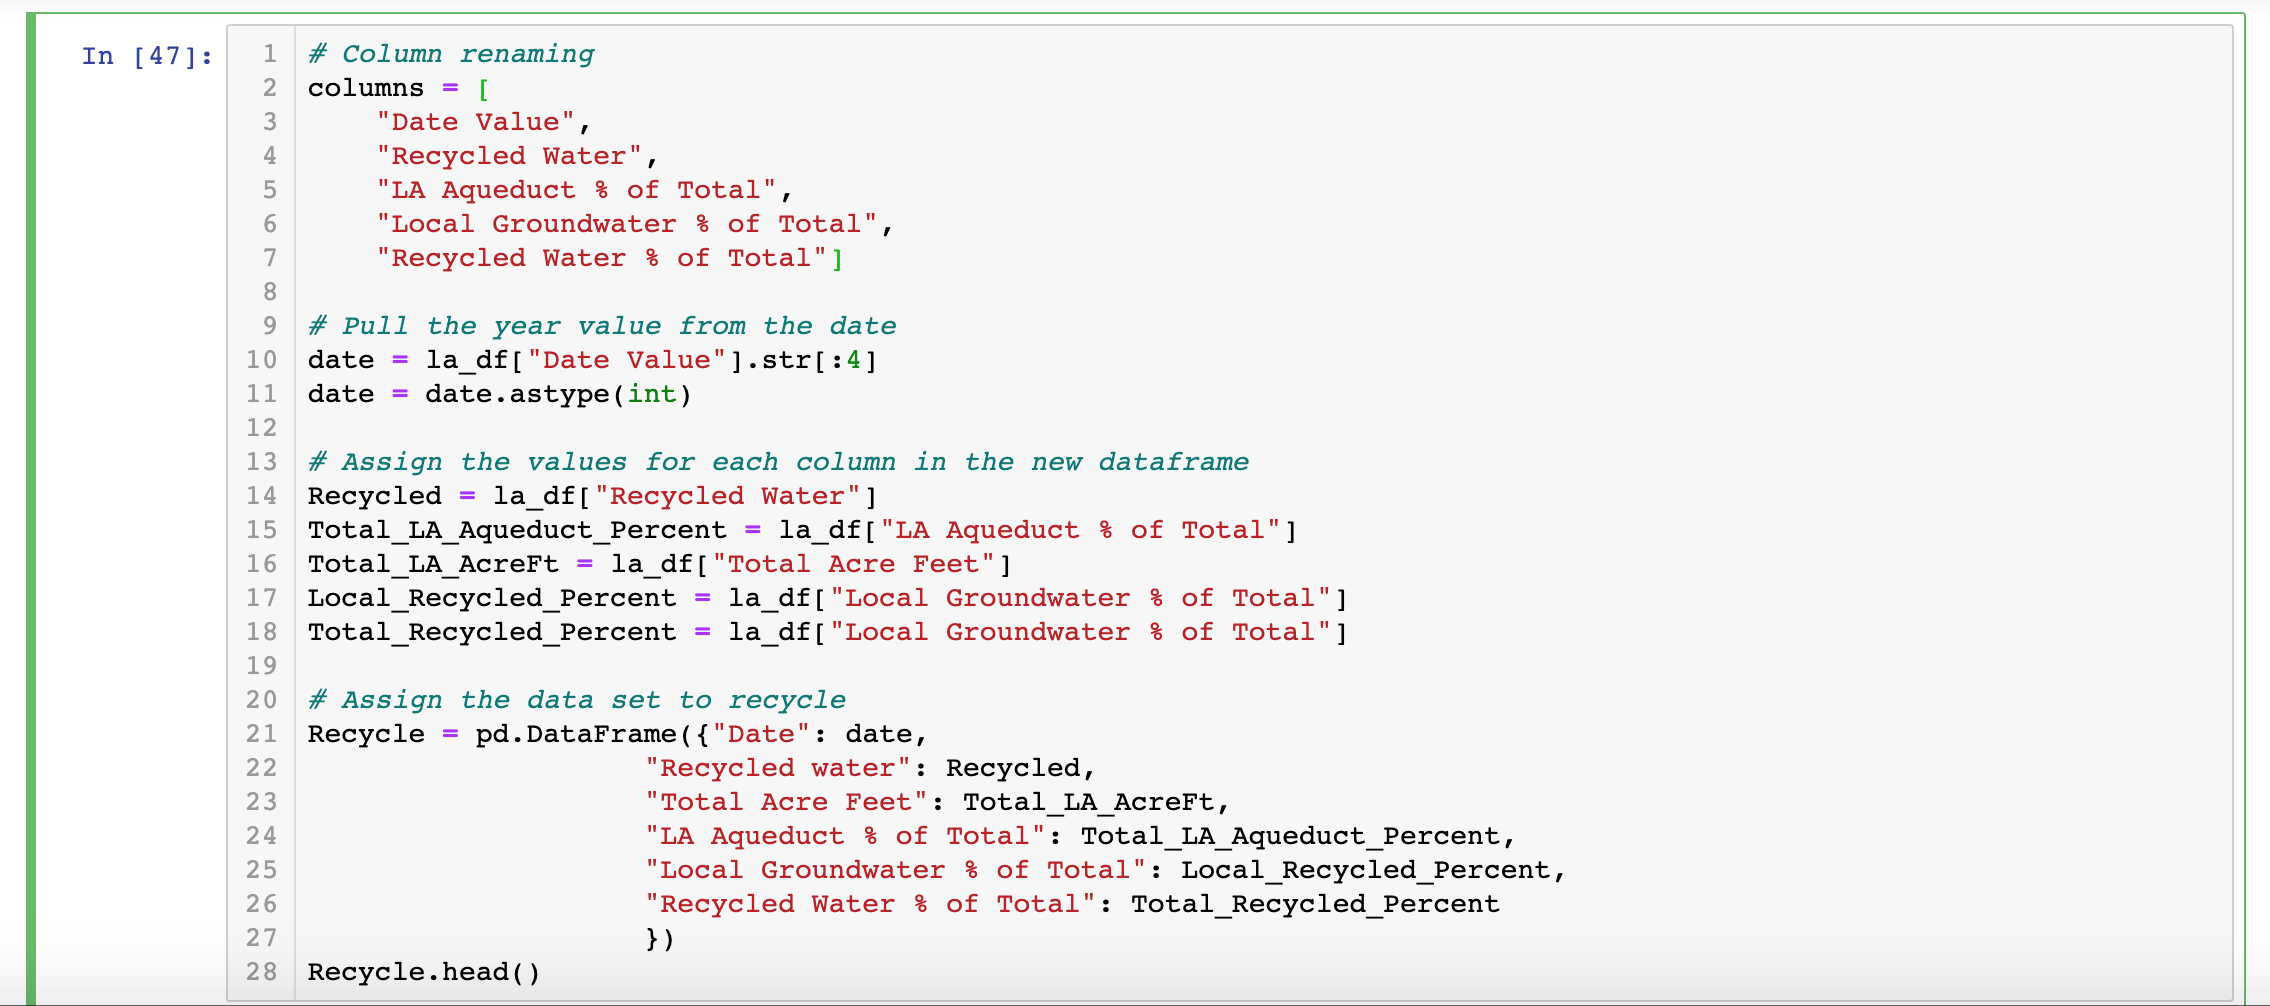 In [47]:
1 # Column renaming
2 columns = [
3     "Date Value",
4     "Recycled Water",
5     "LA Aqueduct % of Total",
6     "Local Groundwater % of Total",
7     "Recycled Water % of Total"]
8
9 # Pull the year value from the date
10 date = la_df["Date Value"].str[:4]
11 date = date.astype(int)
12
13 # Assign the values for each column in the new dataframe
14 Recycled = la_df["Recycled Water"]
15 Total_LA_Aqueduct_Percent = la_df["LA Aqueduct % of Total"]
16 Total_LA_AcreFt = la_df["Total Acre Feet"]
17 Local_Recycled_Percent = la_df["Local Groundwater % of Total"]
18 Total_Recycled_Percent = la_df["Local Groundwater % of Total"]
19
20 # Assign the data set to recycle
21 Recycle = pd.DataFrame({"Date": date,
22                     "Recycled water": Recycled,
23                     "Total Acre Feet": Total_LA_AcreFt,
24                     "LA Aqueduct % of Total": Total_LA_Aqueduct_Percent,
25                     "Local Groundwater % of Total": Local_Recycled_Percent,
26                     "Recycled Water % of Total": Total_Recycled_Percent
27                     })
28 Recycle.head()